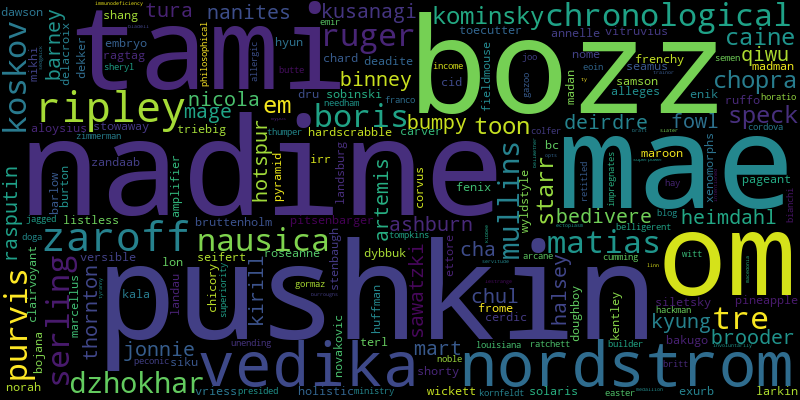 dawson
shang
tura
nanites
kusanagi
kominsky
chronological
koskov
mikhi
barney
delacroix
ragtag
embryo
dekker
sheryl
tami
philosophical
emir
ruger
hyun
allergic
butte
chard
deadite
toecutter
bozz
annelle
vitruvius
caine
nome
eoin
seamus
frenchy
qiwu
madman
income
cid
fieldmouse
joo
gazoo
madan
samson
chopra
semen
ripley
nicola
em
binney
dru
sobinski
needham
franco
alleges
enik
ruffo
horatio
aloysius
stowaway
mage
triebig
boris
bumpy
toon
deirdre
fowl
speck
cordova
zimmerman
thumper
hardscrabble
carver
colfer
nadine
zandaab
hotspur
pyramid
irr
landsburg
artemis
corvus
fenix
mullins
wyldstyle
starr
bc
maroon
mae
retitled
impregnates
hay
xenomorphs
pageant
bianchi
rasputin
jagged
barlow
burton
amplifier
listless
bruttenholm
pitsenbarger
ashburn
tompkins
bedivere
blog
belligerent
heimdahl
doga
zaroff
nausica
versible
lon
seifert
roseanne
stenbaugh
dybbuk
ettore
cha
arcane
matias
cumming
witt
om
linn
purvis
clairvoyant
bojana
serling
marcellus
thornton
kala
landau
chicory
superiority
kirill
gormaz
huffman
sawatzki
chul
frome
cerdic
halsey
doughboy
kentley
siletsky
pineapple
hackman
pushkin
jonnie
peconic
siku
unending
novakovic
terl
mart
noble
shorty
louisiana
ratchett
builder
kyung
bakugo
tre
brooder
britt
norah
dzhokhar
vriess
presided
vedika
holistic
ministry
wickett
kornfeldt
nordstrom
solaris
easter
exurb
larkin
immunodeficiency